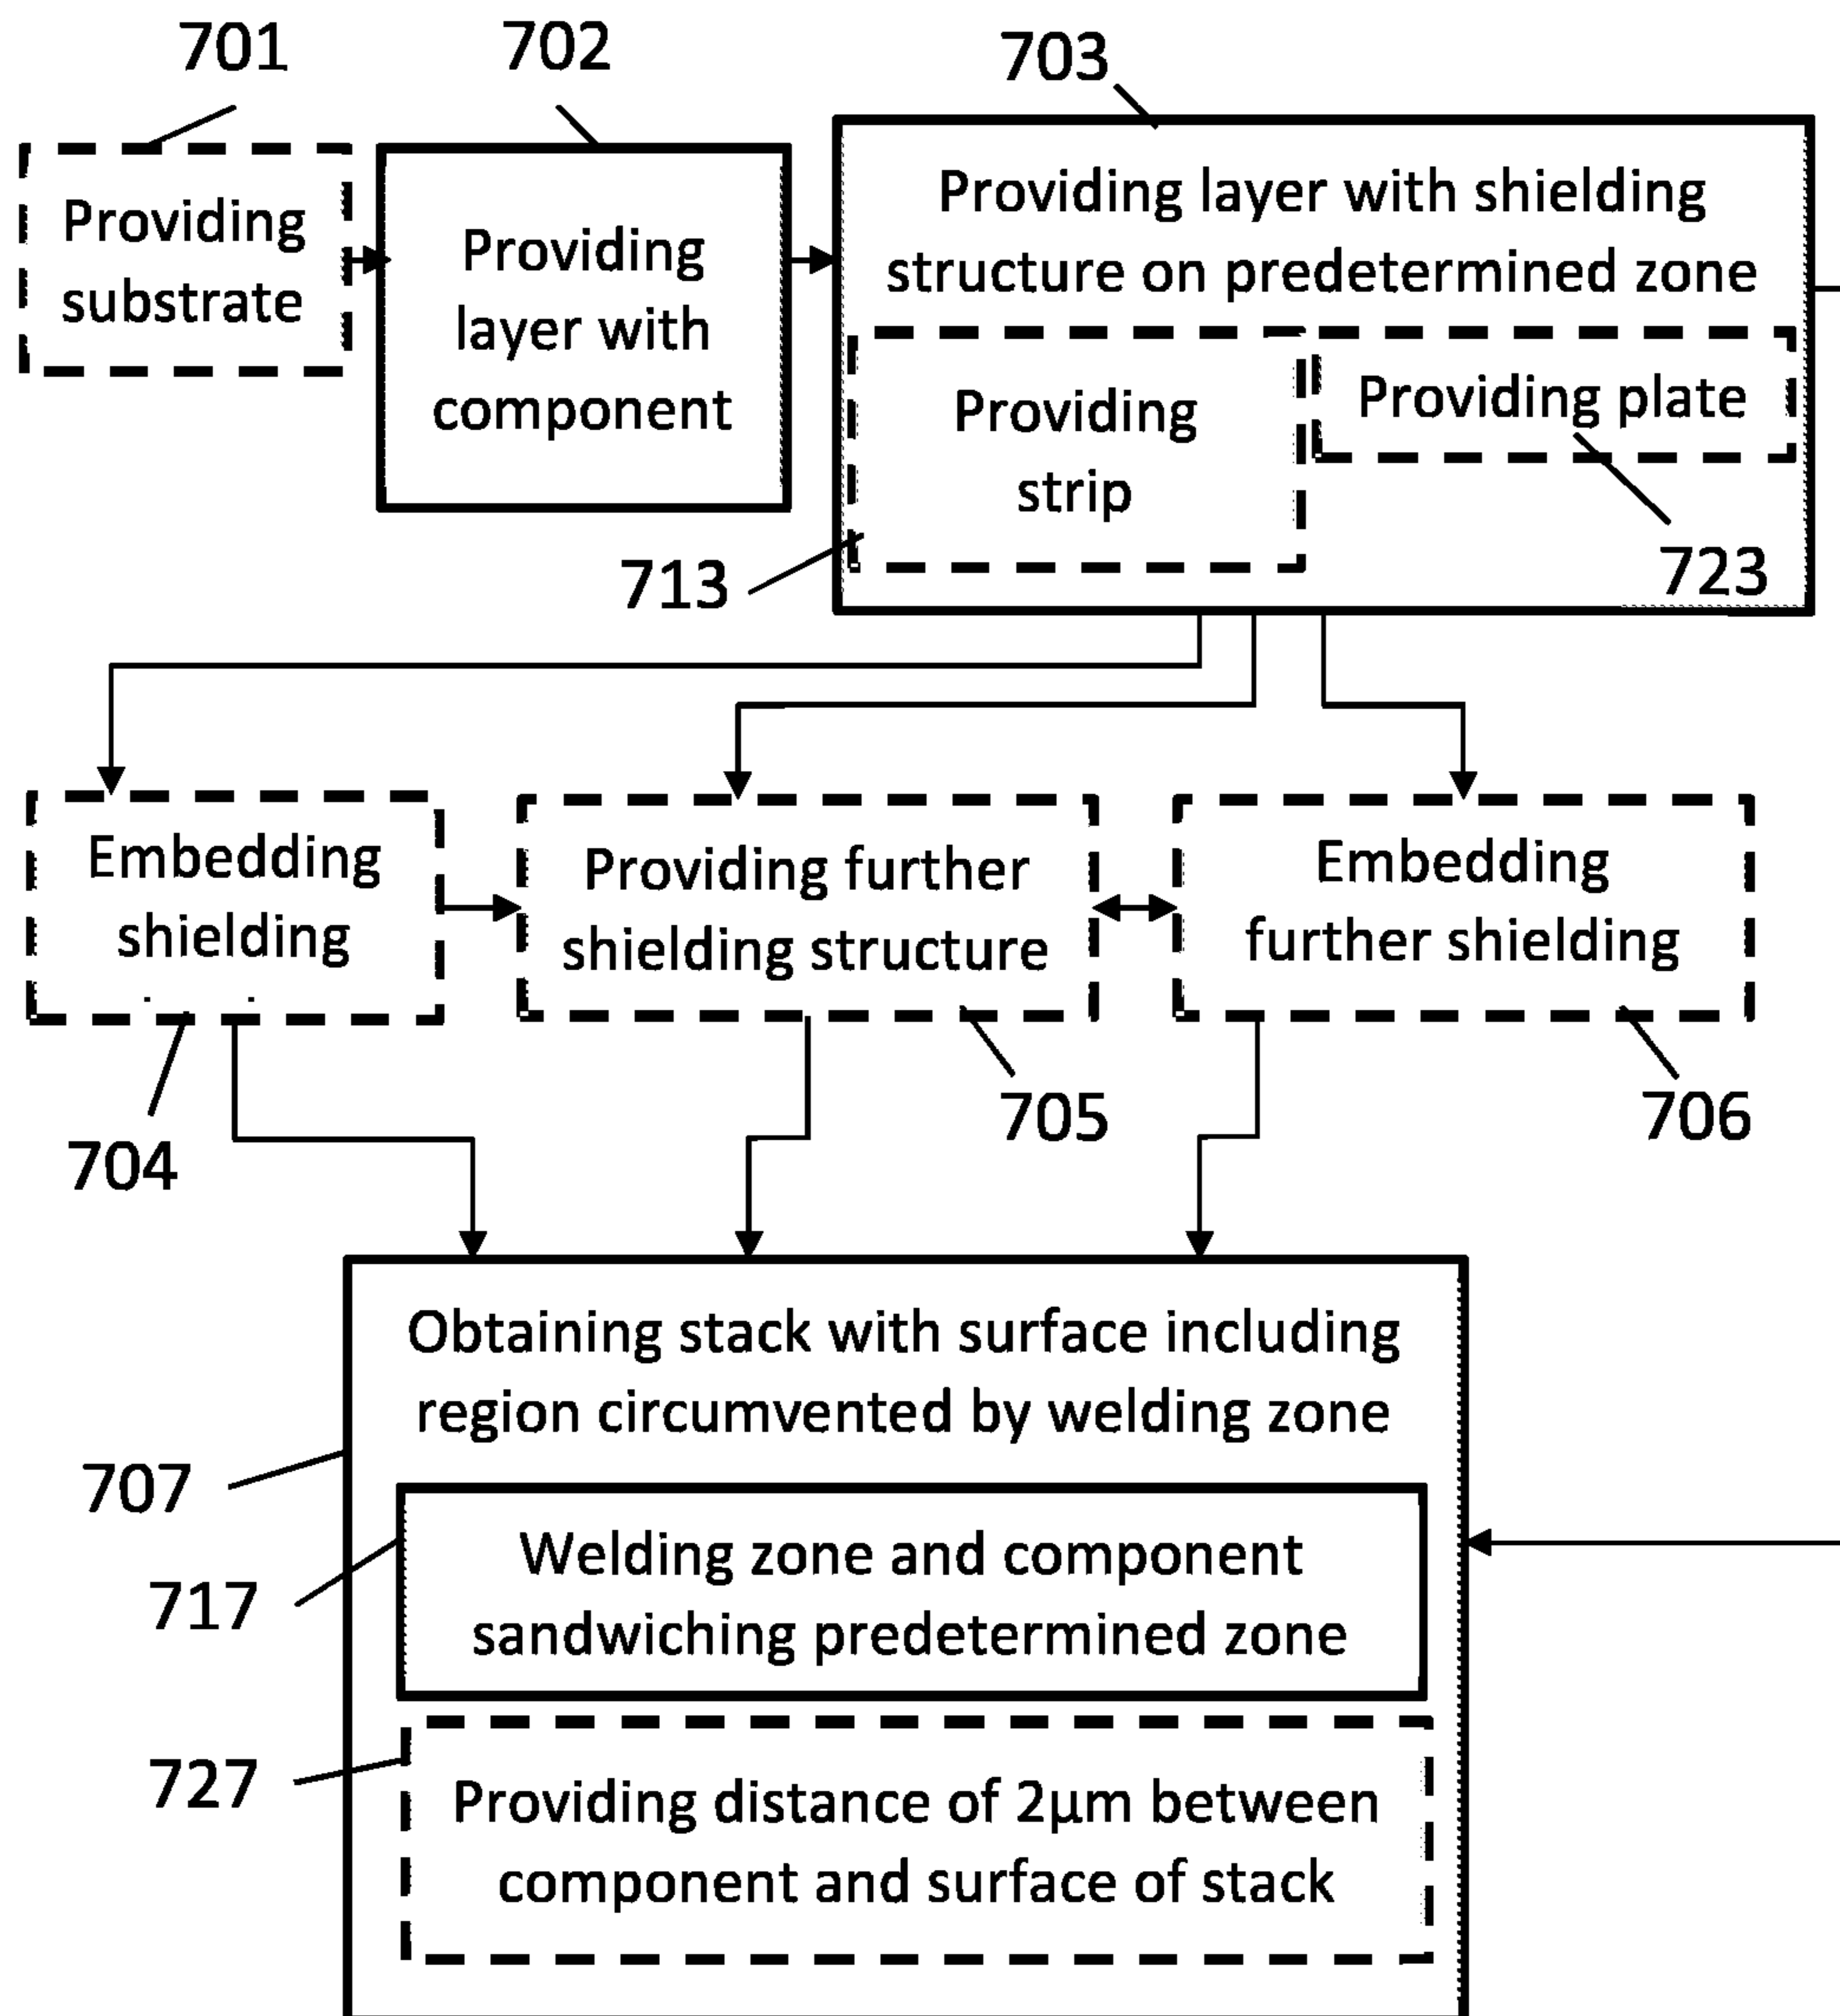 701
702
703
Providing
substrate
Providing
layer with
component
Providing layer with shielding
structure on predetermined zone
Providing
strip
Providing plate
713
723
Embedding
shielding
Providing further
shielding structure
Embedding
further shielding
704
705
706
Obtaining stack with surface including
region circumvented by welding zone
707
Welding zone and component
sandwiching predetermined zone
717
727
Providing distance of 2µm between
component and surface of stack